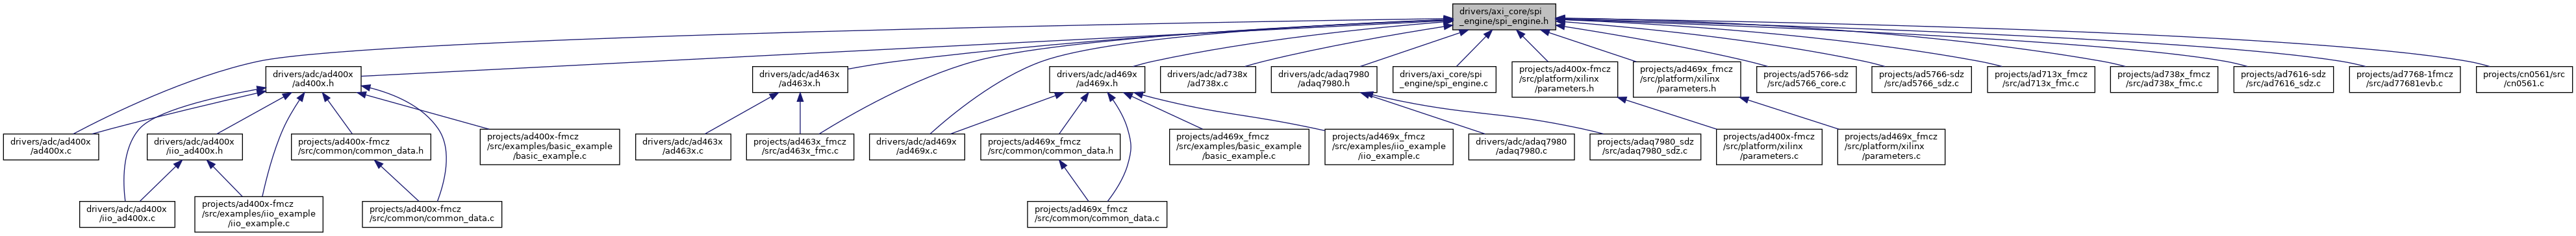 drivers/axi_core/spi
_engine/spi_engine.h
drivers/adc/ad400x
/ad400x.h
drivers/adc/ad463x
/ad463x.h
drivers/adc/ad469x
/ad469x.h
drivers/adc/ad738x
/ad738x.c
drivers/adc/adaq7980
/adaq7980.h
drivers/axi_core/spi
_engine/spi_engine.c
projects/ad400x-fmcz
/src/platform/xilinx
/parameters.h
projects/ad469x_fmcz
/src/platform/xilinx
/parameters.h
projects/ad5766-sdz
/src/ad5766_core.c
projects/ad5766-sdz
/src/ad5766_sdz.c
projects/ad713x_fmcz
/src/ad713x_fmc.c
projects/ad738x_fmcz
/src/ad738x_fmc.c
projects/ad7616-sdz
/src/ad7616_sdz.c
projects/ad7768-1fmcz
/src/ad77681evb.c
projects/cn0561/src
/cn0561.c
drivers/adc/ad400x
/ad400x.c
drivers/adc/ad400x
/iio_ad400x.h
projects/ad400x-fmcz
/src/common/common_data.h
projects/ad400x-fmcz
/src/examples/basic_example
/basic_example.c
drivers/adc/ad463x
/ad463x.c
projects/ad463x_fmcz
/src/ad463x_fmc.c
drivers/adc/ad469x
/ad469x.c
projects/ad469x_fmcz
/src/common/common_data.h
projects/ad469x_fmcz
/src/examples/basic_example
/basic_example.c
projects/ad469x_fmcz
/src/examples/iio_example
/iio_example.c
drivers/adc/adaq7980
/adaq7980.c
projects/adaq7980_sdz
/src/adaq7980_sdz.c
projects/ad400x-fmcz
/src/platform/xilinx
/parameters.c
projects/ad469x_fmcz
/src/platform/xilinx
/parameters.c
drivers/adc/ad400x
/iio_ad400x.c
projects/ad400x-fmcz
/src/examples/iio_example
/iio_example.c
projects/ad400x-fmcz
/src/common/common_data.c
projects/ad469x_fmcz
/src/common/common_data.c